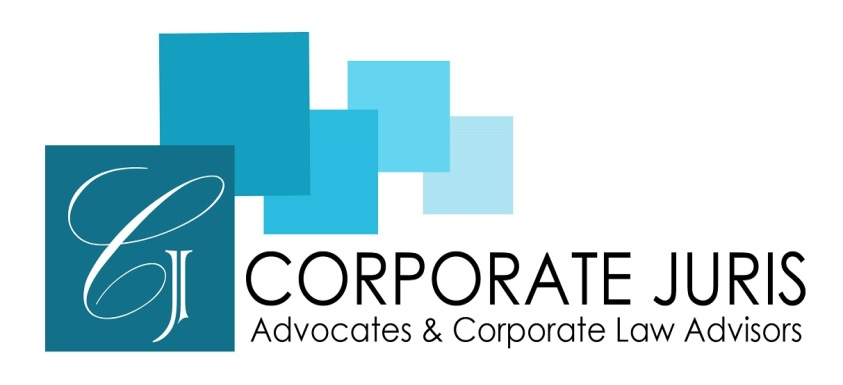 CJ
CORPORATE JURIS
Advocates & Corporate Law Advisors